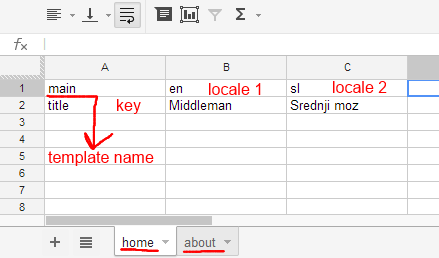 fx
A B C
1 main en locale 1 sl locale 2
2 title key Middleman Srednji moz
3
4
5 template name
6
7
8
home about